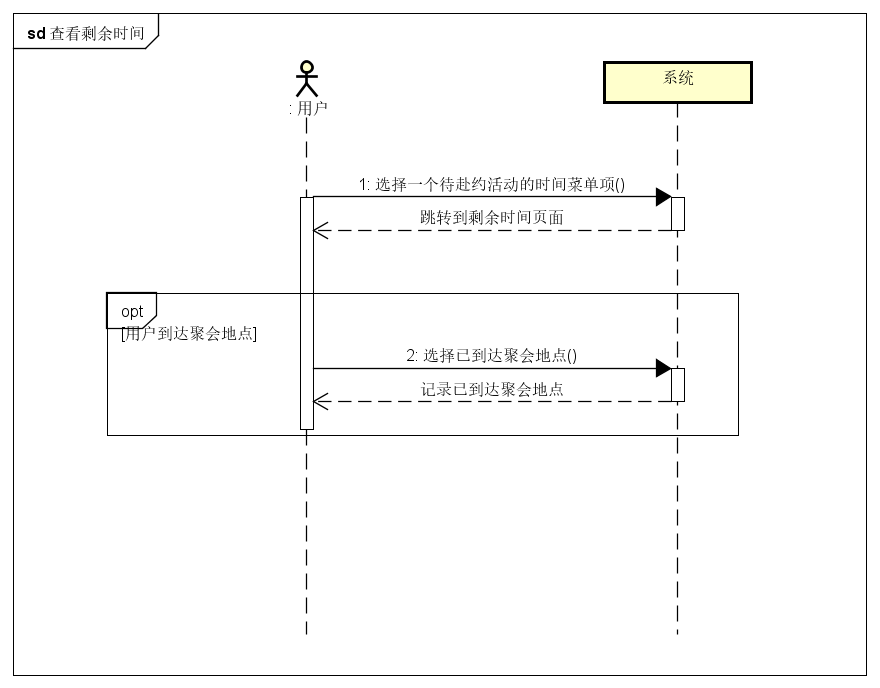 sd 查看剩余时间
: 用户
系统
1: 选择一个待赴约活动的时间菜单项()
跳转到剩余时间页面
opt
[用户到达聚会地点]
2: 选择已到达聚会地点()
记录已到达聚会地点